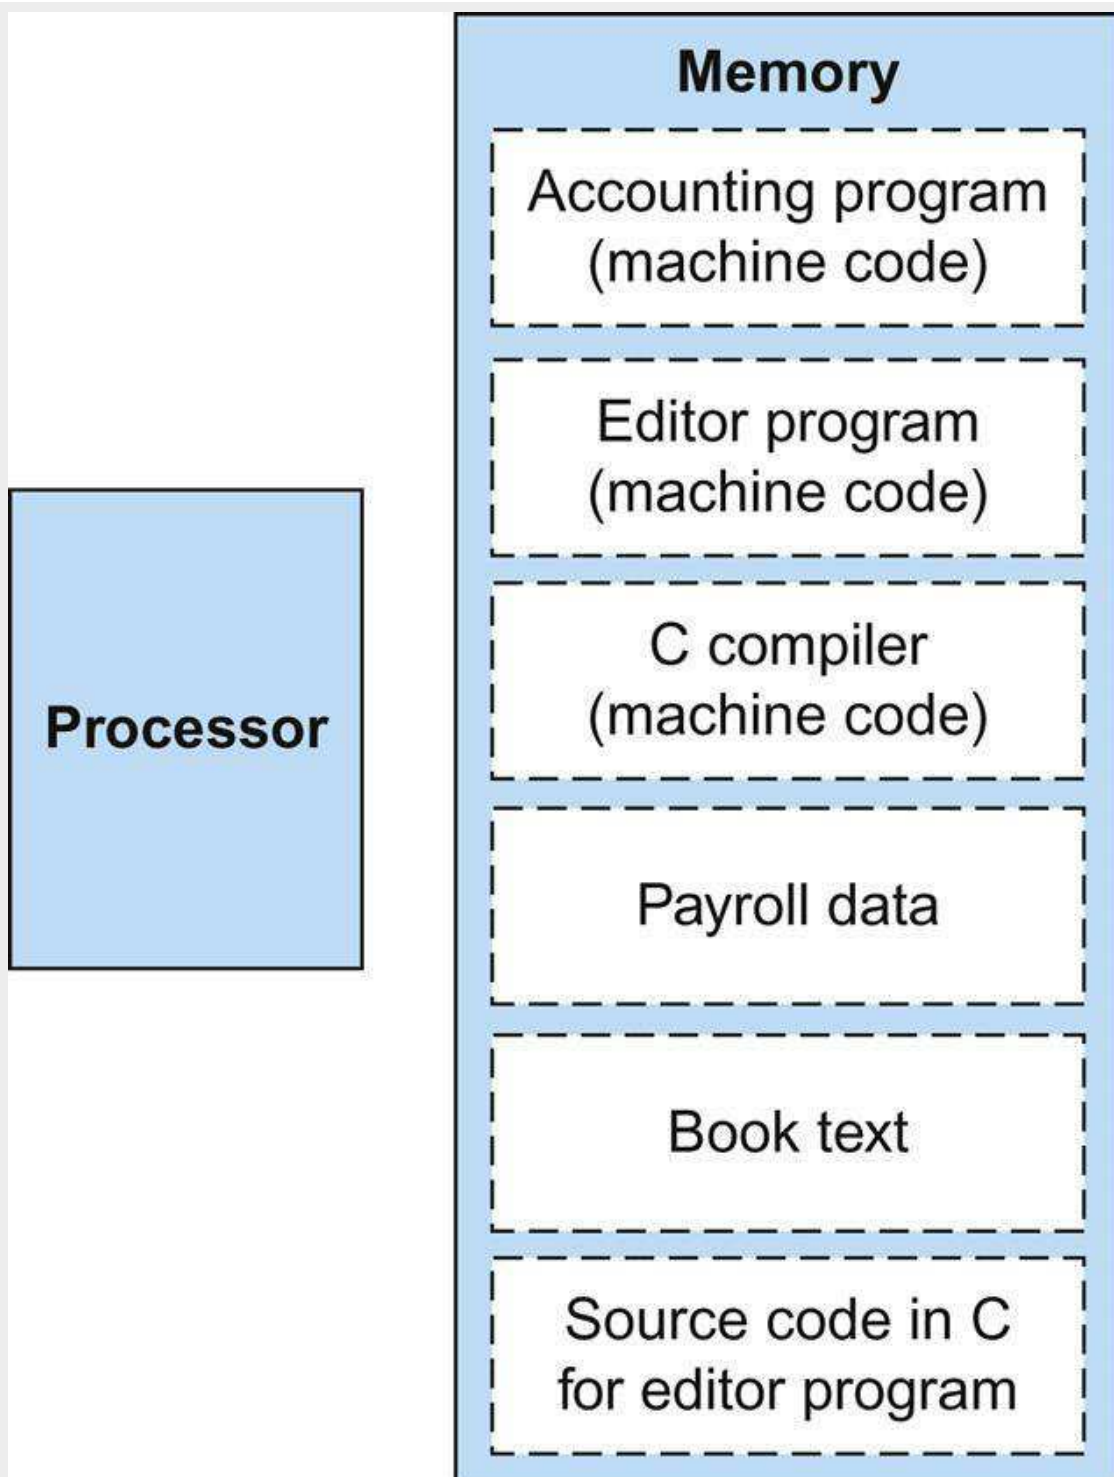 Memory
Accounting program
(machine code)
Editor program
(machine code)
C compiler
(machine code)
Processor
Payroll data
Book text
Source code in C
for editor program